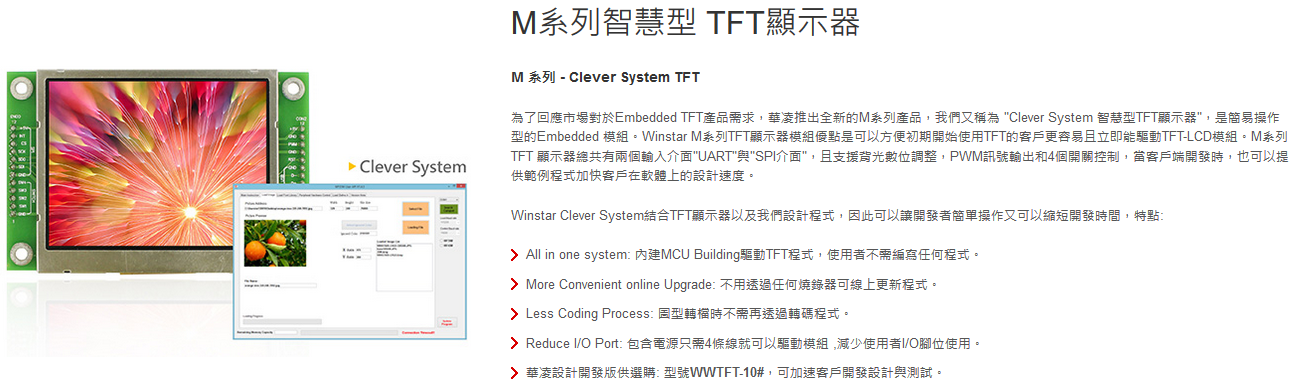 M系列智慧型 TFT顯示器
M 系列 - Clever System TFT
為了回應市場對於Embedded TFT產品需求，華凌推出全新的M系列產品，我們又稱為 "Clever System 智慧型TFT顯示器"，是簡易操作
型的Embedded 模組。Winstar M系列TFT顯示器模組優點是可以方便初期開始使用TFT的客戶更容易且立即能驅動TFT-LCD模組。M系列
TFT 顯示器總共有兩個輸入介面"UART"與"SPI介面"，且支援背光數位調整，PWM訊號輸出和4個開關控制，當客戶端開發時，也可以提
供範例程式加快客戶在軟體上的設計速度。
Clever System
Winstar Clever System結合TFT顯示器以及我們設計程式，因此可以讓開發者簡單操作又可以縮短開發時間，特點:
All in one system: 內建MCU Building驅動TFT程式，使用者不需編寫任何程式。
More Convenient online Upgrade: 不用透過任何燒錄器可線上更新程式。
Less Coding Process: 圖型轉檔時不需再透過轉碼程式。
Reduce I/O Port: 包含電源只需4條線就可以驅動模組 ,減少使用者I/O腳位使用。
華凌設計開發版供選購: 型號WWTFT-10#，可加速客戶開發設計與測試。